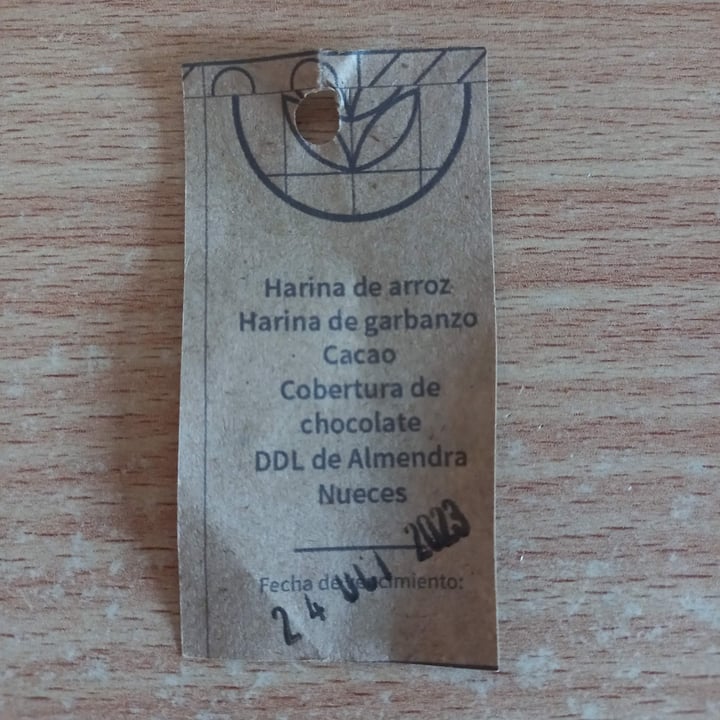 Harina de arroz
Harina de garbanzo
Cacao
Cobertura de
chocolate
DDL de Almendra
Nueces
Fecha de vencimiento:
24 2023